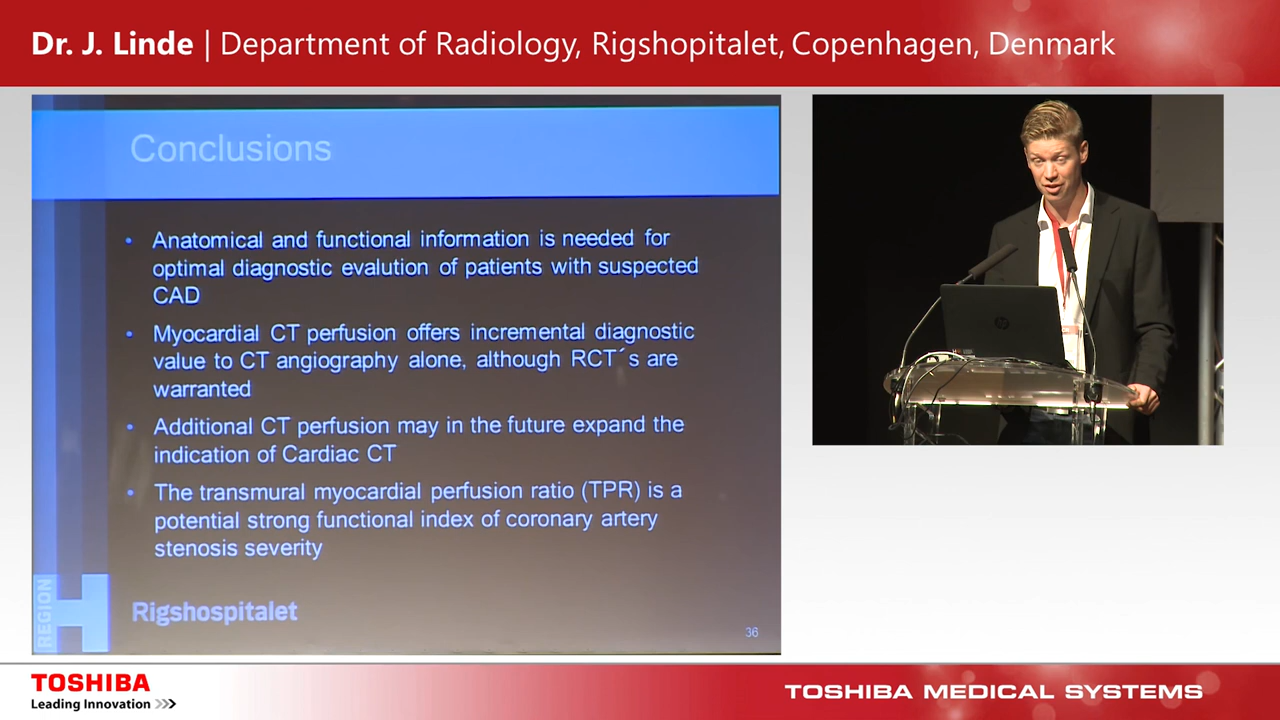 Dr. J. Linde | Department of Radiology, Rigshopitalet, Copenhagen, Denmark
Conclusions
• Anatomical and functional information is needed for
optimal diagnostic evalution of patients with suspected
CAD
• Myocardial CT perfusion offers incremental diagnostic
value to CT angiography alone, although RCT´s are
warranted
• Additional CT perfusion may in the future expand the
indication of Cardiac CT
• The transmural myocardial perfusion ratio (TPR) is a
potential strong functional index of coronary artery
stenosis severity
REGION
H
Rigshospitalet
36
hp
TOSHIBA
Leading Innovation >>>
TOSHIBA MEDICAL SYSTEMS